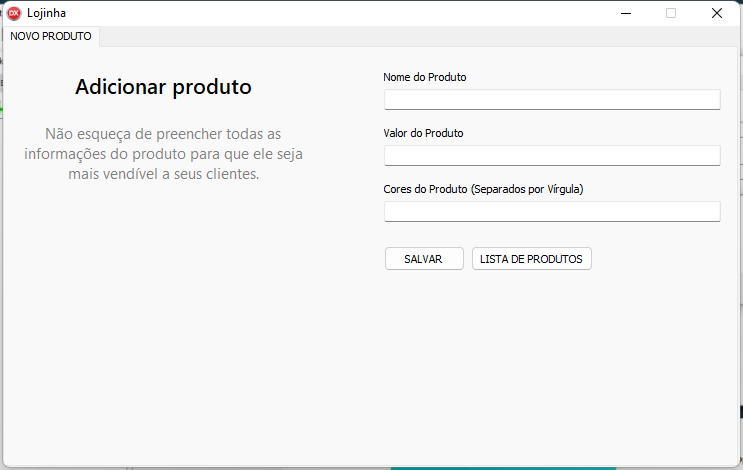 DX Lojinha
NOVO PRODUTO
Adicionar produto
Não esqueça de preencher todas as
informações do produto para que ele seja
mais vendível a seus clientes.
Nome do Produto
Valor do Produto
Cores do Produto (Separados por Vírgula)
SALVAR LISTA DE PRODUTOS